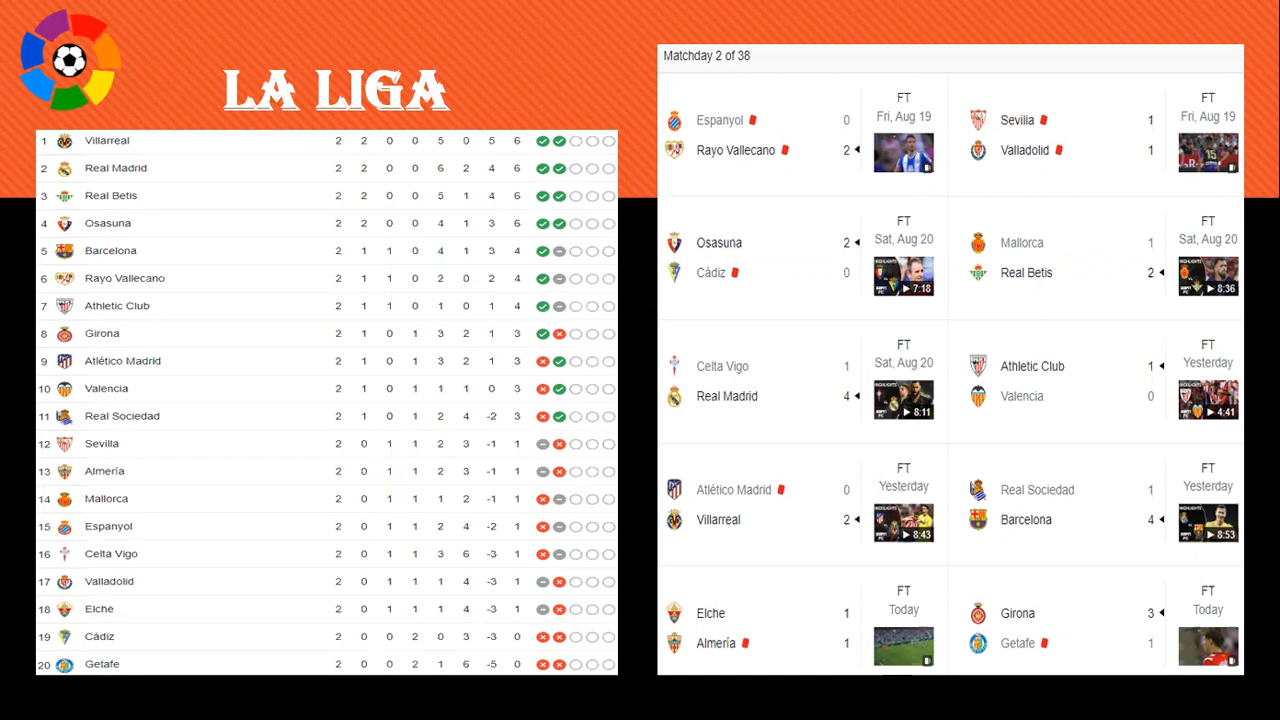 LA LIGA
1 Villarreal 2 2 0 0 5 0 5 6
2 Real Madrid 2 2 0 0 6 2 4 6
3 Real Betis 2 2 0 0 5 1 4 6
4 Osasuna 2 2 0 0 4 1 3 6
5 Barcelona 2 1 1 0 4 1 3 4
6 Rayo Vallecano 2 1 1 0 2 0 2 4
7 Athletic Club 2 1 1 0 1 0 1 4
8 Girona 2 1 0 1 3 2 1 3
9 Atlético Madrid 2 1 0 1 3 2 1 3
10 Valencia 2 1 0 1 1 1 0 3
11 Real Sociedad 2 1 0 1 2 4 -2 3
12 Sevilla 2 0 1 1 2 3 -1 1
13 Almería 2 0 1 1 2 3 -1 1
14 Mallorca 2 0 1 1 1 2 -1 1
15 Espanyol 2 0 1 1 2 4 -2 1
16 Celta Vigo 2 0 1 1 3 6 -3 1
17 Valladolid 2 0 1 1 1 4 -3 1
18 Elche 2 0 1 1 1 4 -3 1
19 Cádiz 2 0 0 2 0 3 -3 0
20 Getafe 2 0 0 2 1 6 -5 0
Matchday 2 of 38
Espanyol 0
Rayo Vallecano 2
FT
Fri, Aug 19
Sevilla 1
Valladolid 1
FT
Fri, Aug 19
15
Osasuna 2
Cádiz 0
FT
Sat, Aug 20
HIGHLIGHTS
7:18
Mallorca 1
Real Betis 2
FT
Sat, Aug 20
HIGHLIGHTS
8:36
Celta Vigo 1
Real Madrid 4
FT
Sat, Aug 20
HIGHLIGHTS
8:11
Athletic Club 1
Valencia 0
FT
Yesterday
HIGHLIGHTS
4:41
Atlético Madrid 0
Villarreal 2
FT
Yesterday
HIGHLIGHTS
8:43
Real Sociedad 1
Barcelona 4
FT
Yesterday
HIGHLIGHTS
8:53
Elche 1
Almería 1
FT
Today
Girona 3
Getafe 1
FT
Today